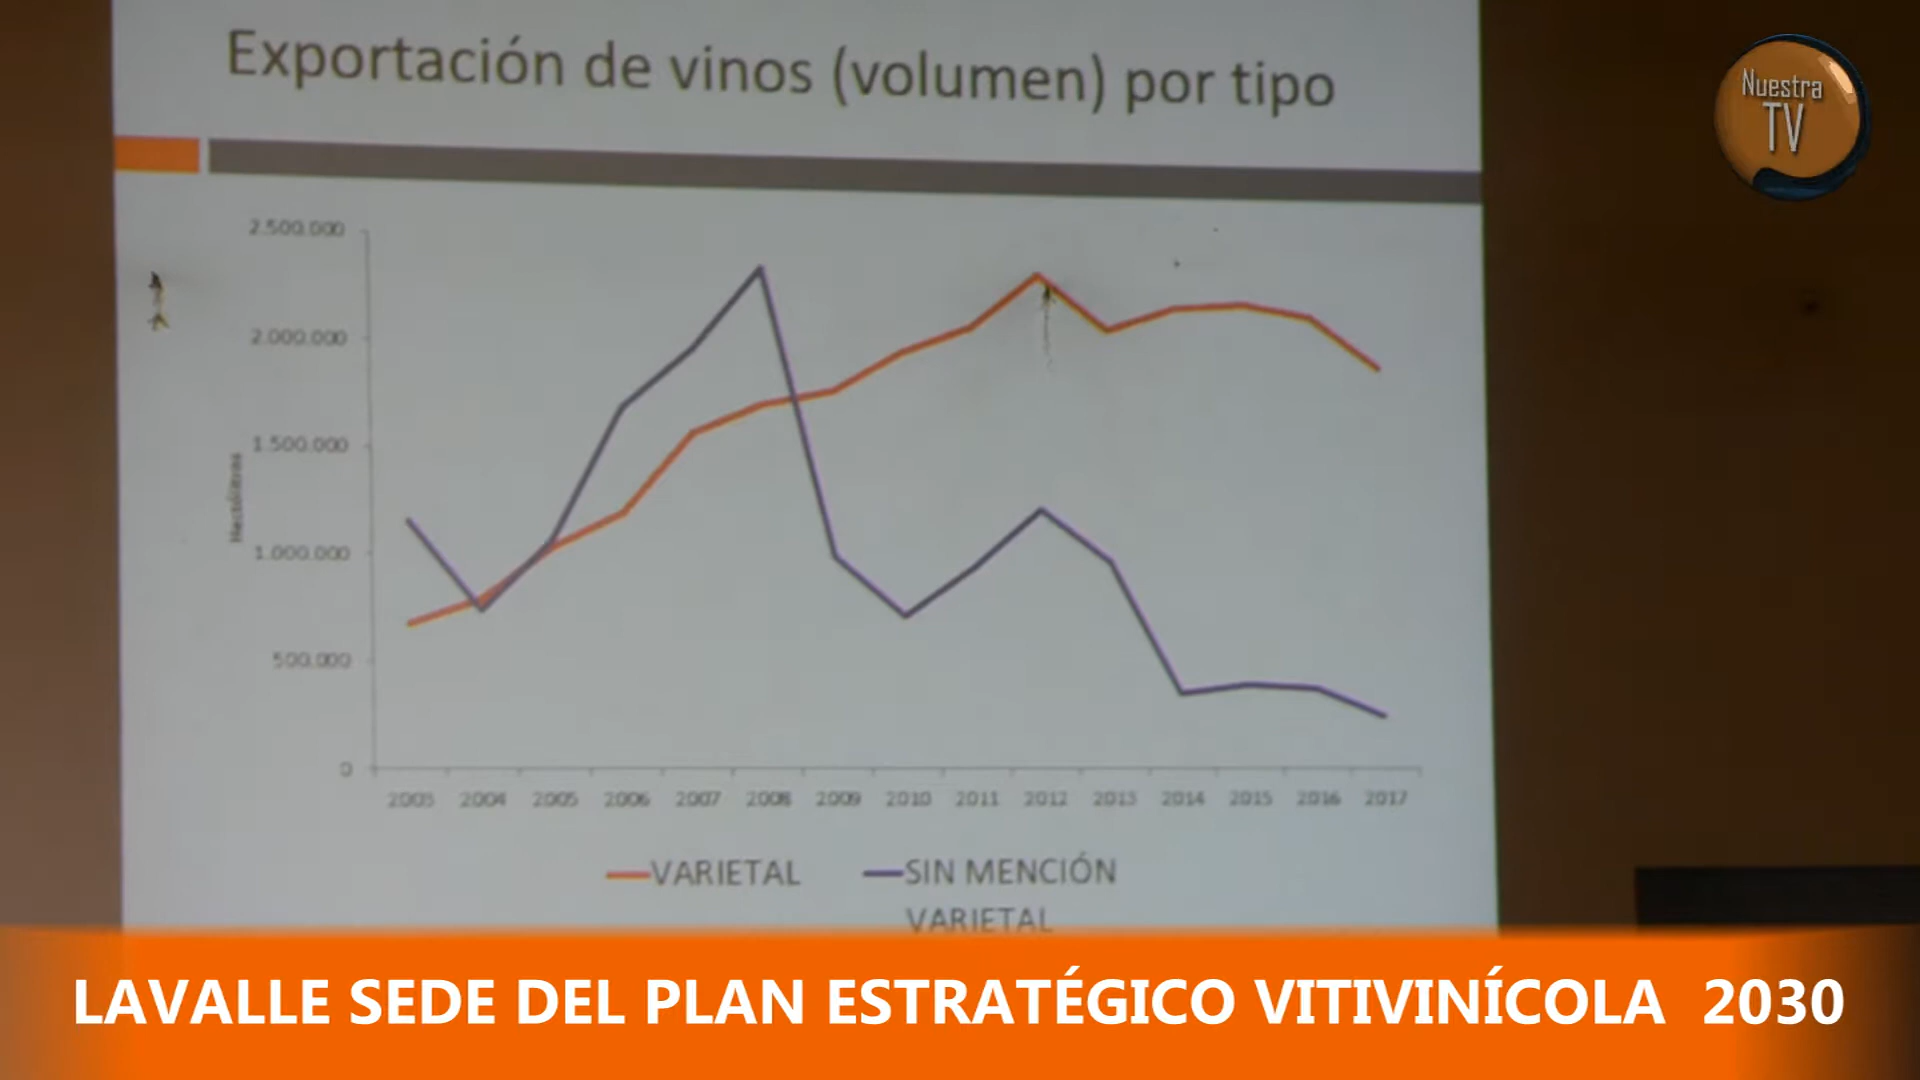 Exportación de vinos (volumen) por tipo
Nuestra
TV
2.500.000
2.000.000
1.500.000
1.000.000
500.000
0
Hectólitros
2003 2004 2005 2006 2007 2008 2009 2010 2011 2012 2013 2014 2015 2016 2017
VARIETAL SIN MENCIÓN
VARIETAL
LAVALLE SEDE DEL PLAN ESTRATÉGICO VITIVINÍCOLA 2030